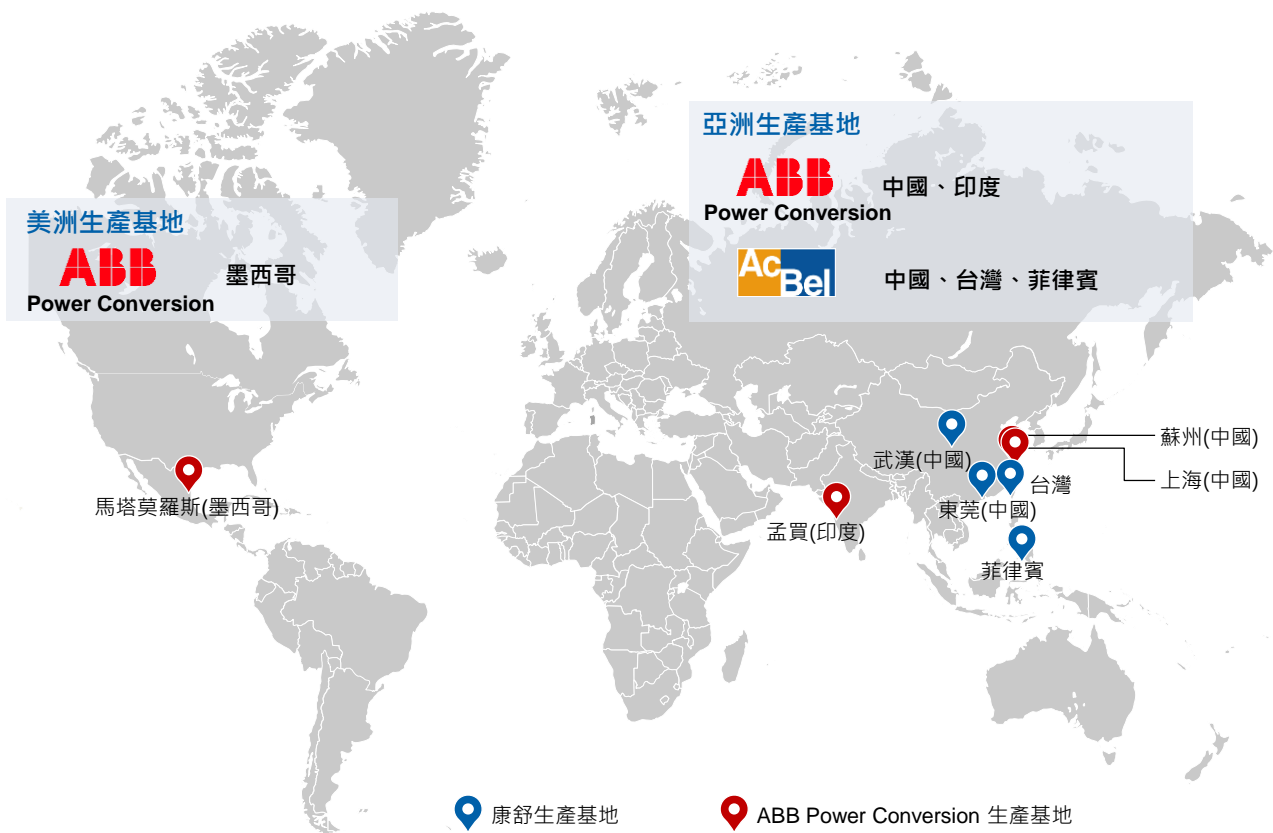 亞洲生產基地
ABB
Power Conversion
中國、印度
AcBel
中國、台灣、菲律賓
美洲生產基地
ABB
Power Conversion
墨西哥
蘇州(中國)
上海(中國)
武漢(中國)
台灣
東莞(中國)
馬塔莫羅斯(墨西哥)
孟買(印度)
菲律賓
康舒生產基地
ABB Power Conversion 生產基地